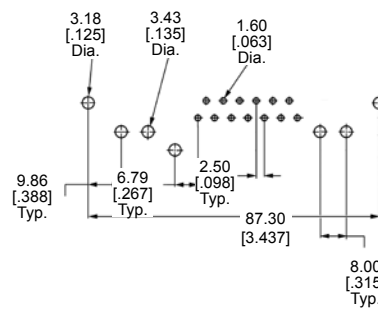 3.18
[.125]
Dia.
3.43
[.135]
Dia.
1.60
[.063]
Dia.
9.86
[.388]
Typ.
6.79
[.267]
Typ.
2.50
[.098]
Typ.
87.30
[3.437]
8.00
[.315
Typ.